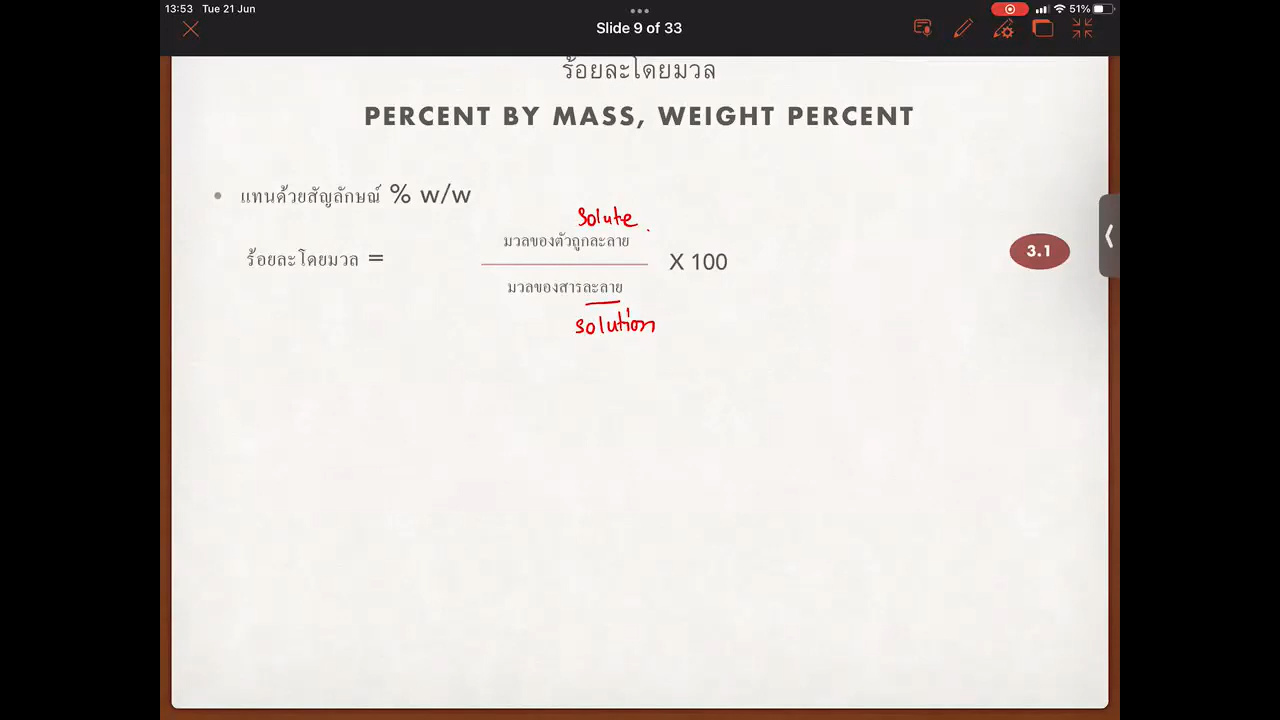 13:53 Tue 21 Jun
51%
Slide 9 of 33
ร้อยละโดยมวล
PERCENT BY MASS, WEIGHT PERCENT
• แทนด้วยสัญลักษณ์ % w/w
solute
มวลของตัวถูกละลาย
ร้อยละโดยมวล =
X 100
3.1
มวลของสารละลาย
solution